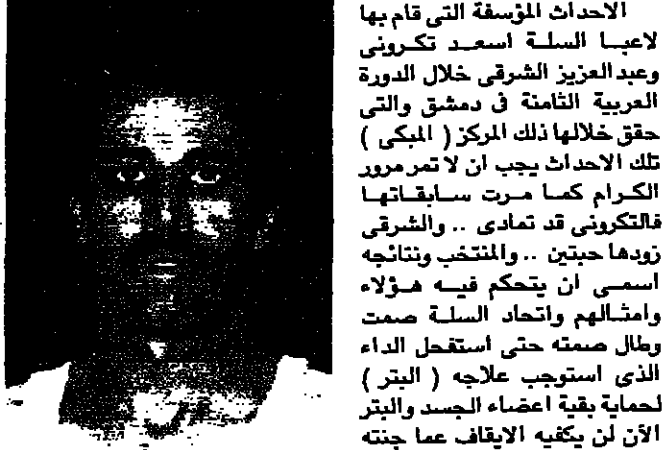 الاحداث المؤسفة التى قام بها
لاعبا السلة اسعد تكرونى
وعبد العزيز الشرقى خلال الدورة
العربية الثامنة فى دمشق والتى
حقق خلالها ذلك المركز ( المبكى )
تلك الاحداث يجب ان لا تمر مرور
الكرام كما مرت سابقاتها
فالتكرونى قد تمادى .. والشرقى
زودها حبتين .. والمنتخب ونتائجه
اسمى ان يتحكم فيه هؤلاء
وامثالهم واتحاد السلة صمت
وطال صمته حتى استفحل الداء
الذى استوجب علاجه ( البتر )
لحماية بقية اعضاء الجسد والبتر
الآن لن يكفيه الايقاف عما جنته